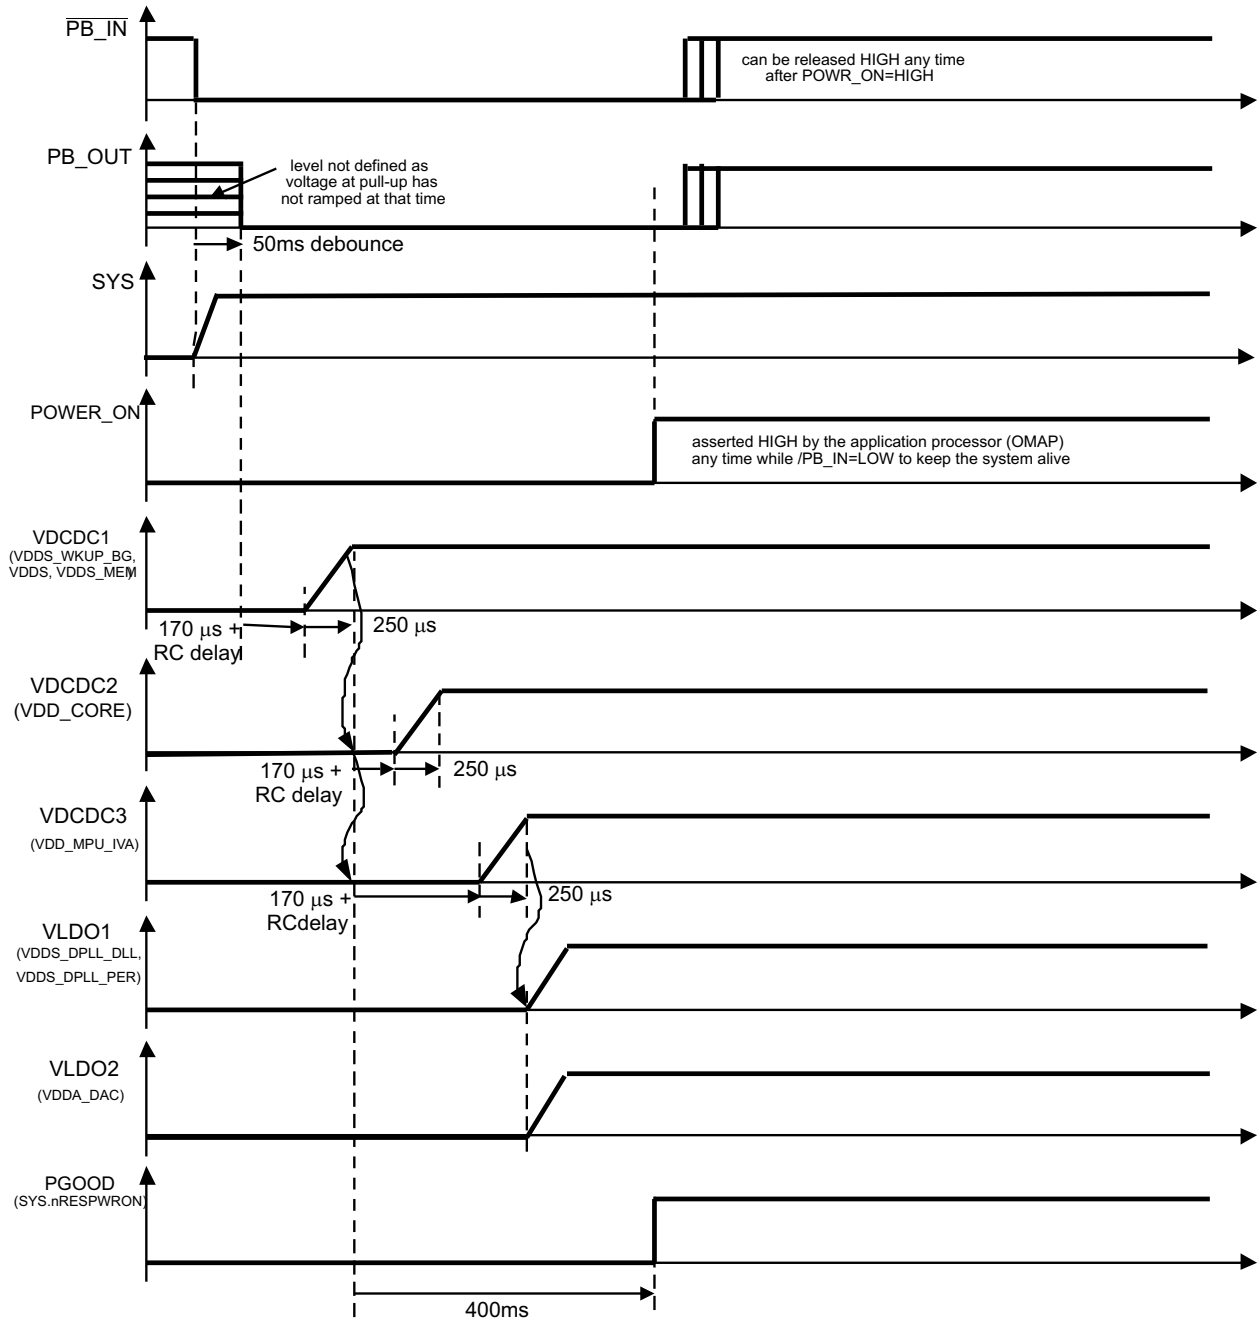 PB_IN
can be released HIGH any time
after POWR_ON=HIGH
PB_OUT
level not defined as
voltage at pull-up has
not ramped at that time
50ms debounce
SYS
POWER_ON
asserted HIGH by the application processor (OMAP)
any time while /PB_IN=LOW to keep the system alive
VDCDC1
(VDDS_WKUP_BG,
VDDS, VDDS_MEM)
170 μs +
RC delay
250 μs
VDCDC2
(VDD_CORE)
170 μs +
RC delay
250 μs
VDCDC3
(VDD_MPU_IVA)
170 μs +
RCdelay
250 μs
VLDO1
(VDDS_DPLL_DLL,
VDDS_DPLL_PER)
VLDO2
(VDDA_DAC)
PGOOD
(SYS.nRESPWRON)
400ms